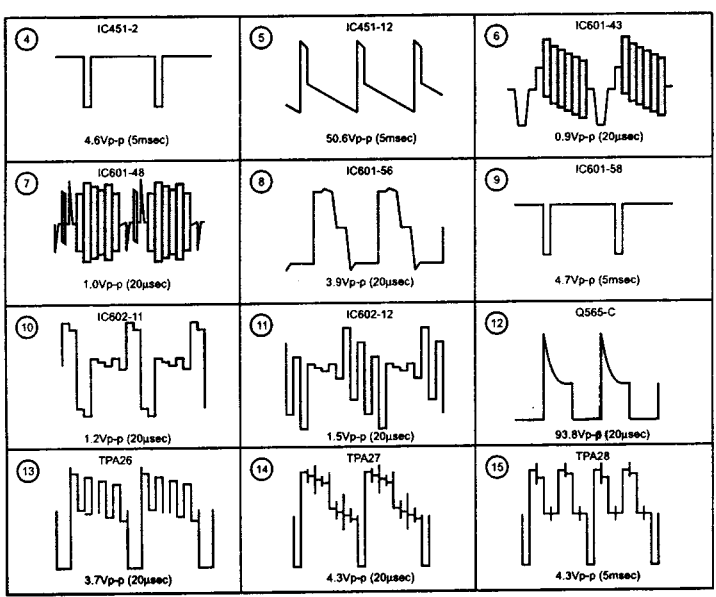 4
IC451-2
4.6Vp-p (5msec)
5
IC451-12
50.6Vp-p (5msec)
6
IC601-43
0.9Vp-p (20µsec)
7
IC601-48
1.0Vp-p (20µsec)
8
IC601-56
3.9Vp-p (20µsec)
9
IC601-58
4.7Vp-p (5msec)
10
IC602-11
1.2Vp-p (20µsec)
11
IC602-12
1.5Vp-p (20µsec)
12
Q565-C
93.8Vp-p (20µsec)
13
TPA26
3.7Vp-p (20µsec)
14
TPA27
4.3Vp-p (20µsec)
15
TPA28
4.3Vp-p (5msec)